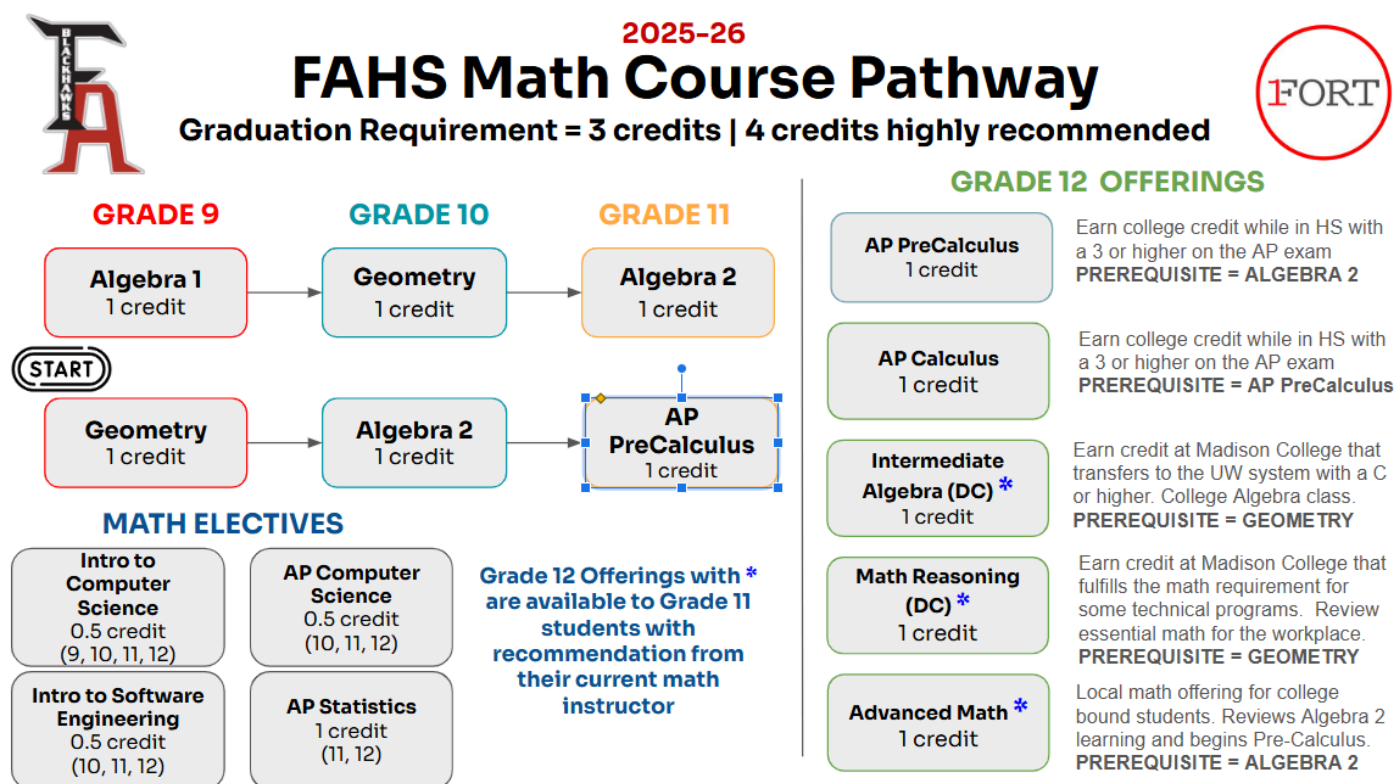 BLACKHAWKS
FA
2025-26
FAHS Math Course Pathway
Graduation Requirement = 3 credits | 4 credits highly recommended
1FORT
GRADE 9
GRADE 10
GRADE 11
Algebra 1
1 credit
Geometry
1 credit
Algebra 2
1 credit
START
Geometry
1 credit
Algebra 2
1 credit
AP
PreCalculus
1 credit
MATH ELECTIVES
Intro to
Computer
Science
0.5 credit
(9, 10, 11, 12)
AP Computer
Science
0.5 credit
(10, 11, 12)
Intro to Software
Engineering
0.5 credit
(10, 11, 12)
AP Statistics
1 credit
(11, 12)
Grade 12 Offerings with *
are available to Grade 11
students with
recommendation from
their current math
instructor
GRADE 12 OFFERINGS
AP PreCalculus
1 credit
Earn college credit while in HS with
a 3 or higher on the AP exam
PREREQUISITE = ALGEBRA 2
AP Calculus
1 credit
Earn college credit while in HS with
a 3 or higher on the AP exam
PREREQUISITE = AP PreCalculus
Intermediate
Algebra (DC) *
1 credit
Earn credit at Madison College that
transfers to the UW system with a C
or higher. College Algebra class.
PREREQUISITE = GEOMETRY
Math Reasoning
(DC) *
1 credit
Earn credit at Madison College that
fulfills the math requirement for
some technical programs. Review
essential math for the workplace.
PREREQUISITE = GEOMETRY
Advanced Math *
1 credit
Local math offering for college
bound students. Reviews Algebra 2
learning and begins Pre-Calculus.
PREREQUISITE = ALGEBRA 2